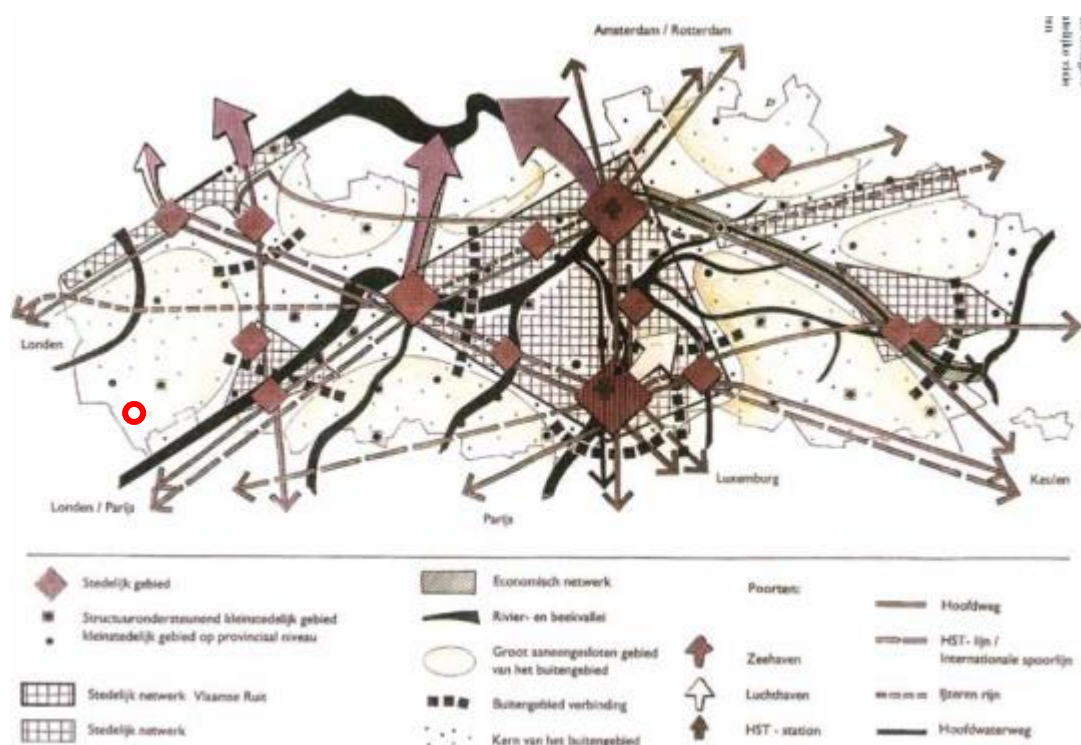 Amsterdam / Rotterdam
Londen
Londen / Parijs
Parijs
Luxemburg
Keulen
Stedelijk gebied
Structuurondersteunend kleinstedelijk gebied
kleinstedelijk gebied op provinciaal niveau
Stedelijk netwerk Vlaamse Ruit
Stedelijk netwerk
Economisch netwerk
Rivier- en beekvallei
Groot aaneengesloten gebied
van het buitengebied
Buitengebied verbinding
Kern van het buitengebied
Poorten:
Zeehaven
Luchthaven
HST - station
Hoofdweg
HST- lijn /
Internationale spoorlijn
IJzeren rijn
Hoofdwaterweg